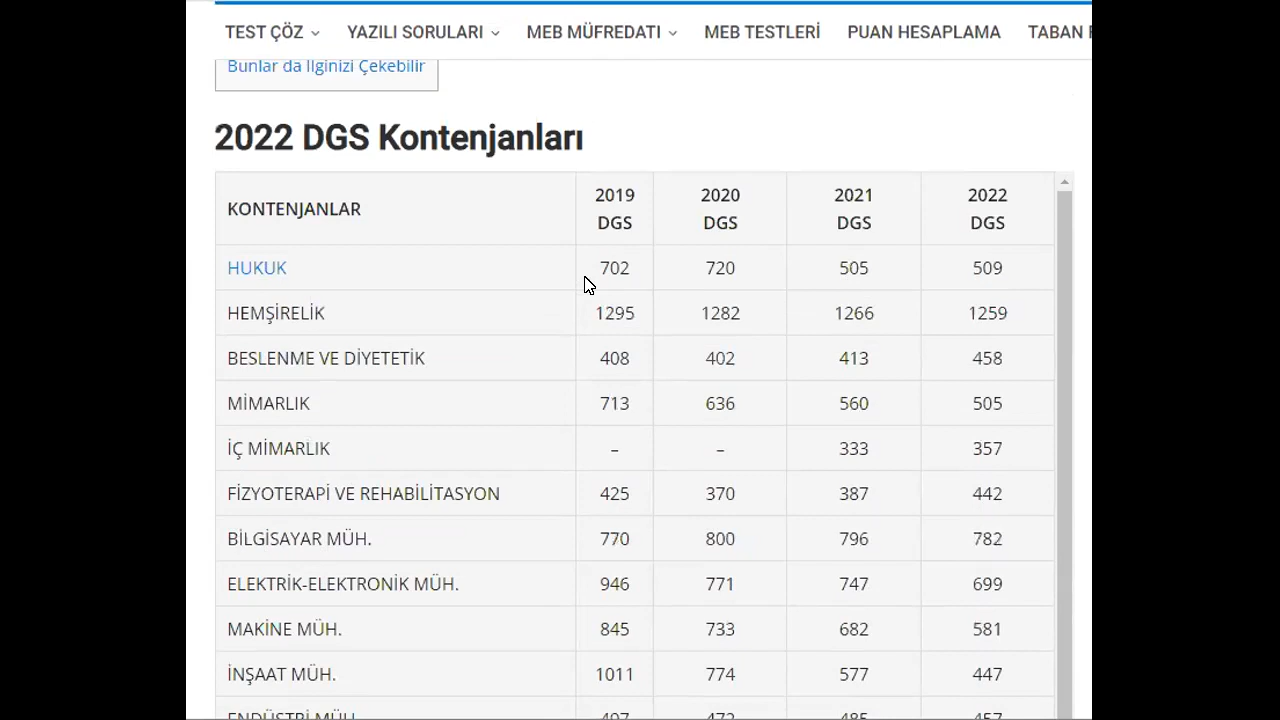 TEST ÇÖZ YAZILI SORULARI MEB MÜFREDATI MEB TESTLERİ PUAN HESAPLAMA TABAN
Bunlar da İlginizi Çekebilir
2022 DGS Kontenjanları
KONTENJANLAR 2019 DGS 2020 DGS 2021 DGS 2022 DGS
HUKUK 702 720 505 509
HEMŞİRELİK 1295 1282 1266 1259
BESLENME VE DİYETETİK 408 402 413 458
MİMARLIK 713 636 560 505
İÇ MİMARLIK – – 333 357
FİZYOTERAPİ VE REHABİLİTASYON 425 370 387 442
BİLGİSAYAR MÜH. 770 800 796 782
ELEKTRİK-ELEKTRONİK MÜH. 946 771 747 699
MAKİNE MÜH. 845 733 682 581
İNŞAAT MÜH. 1011 774 577 447
ENDÜSTRİ MÜH.